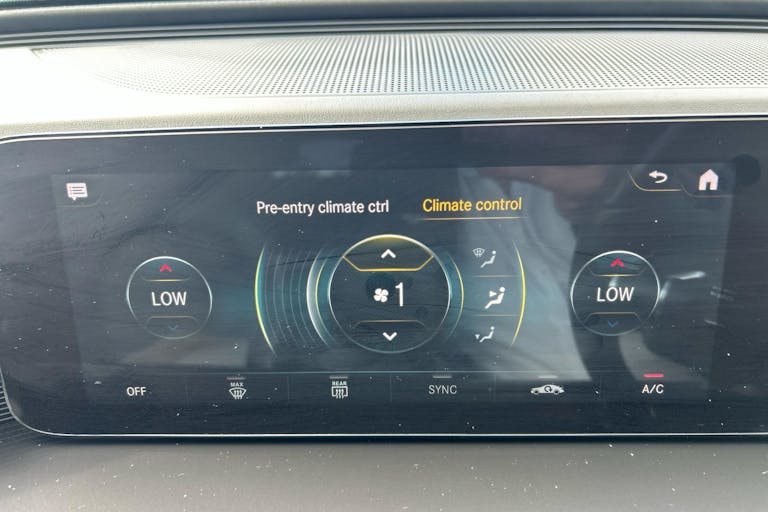 Pre-entry climate ctrl
Climate control
LOW
1
LOW
OFF
MAX
REAR
SYNC
A/C